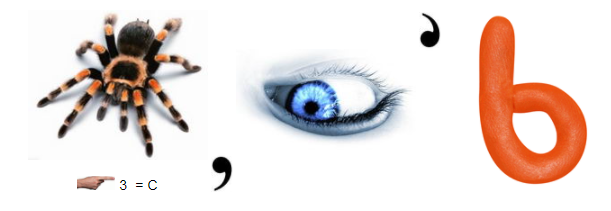 ’
b
3 = C ,